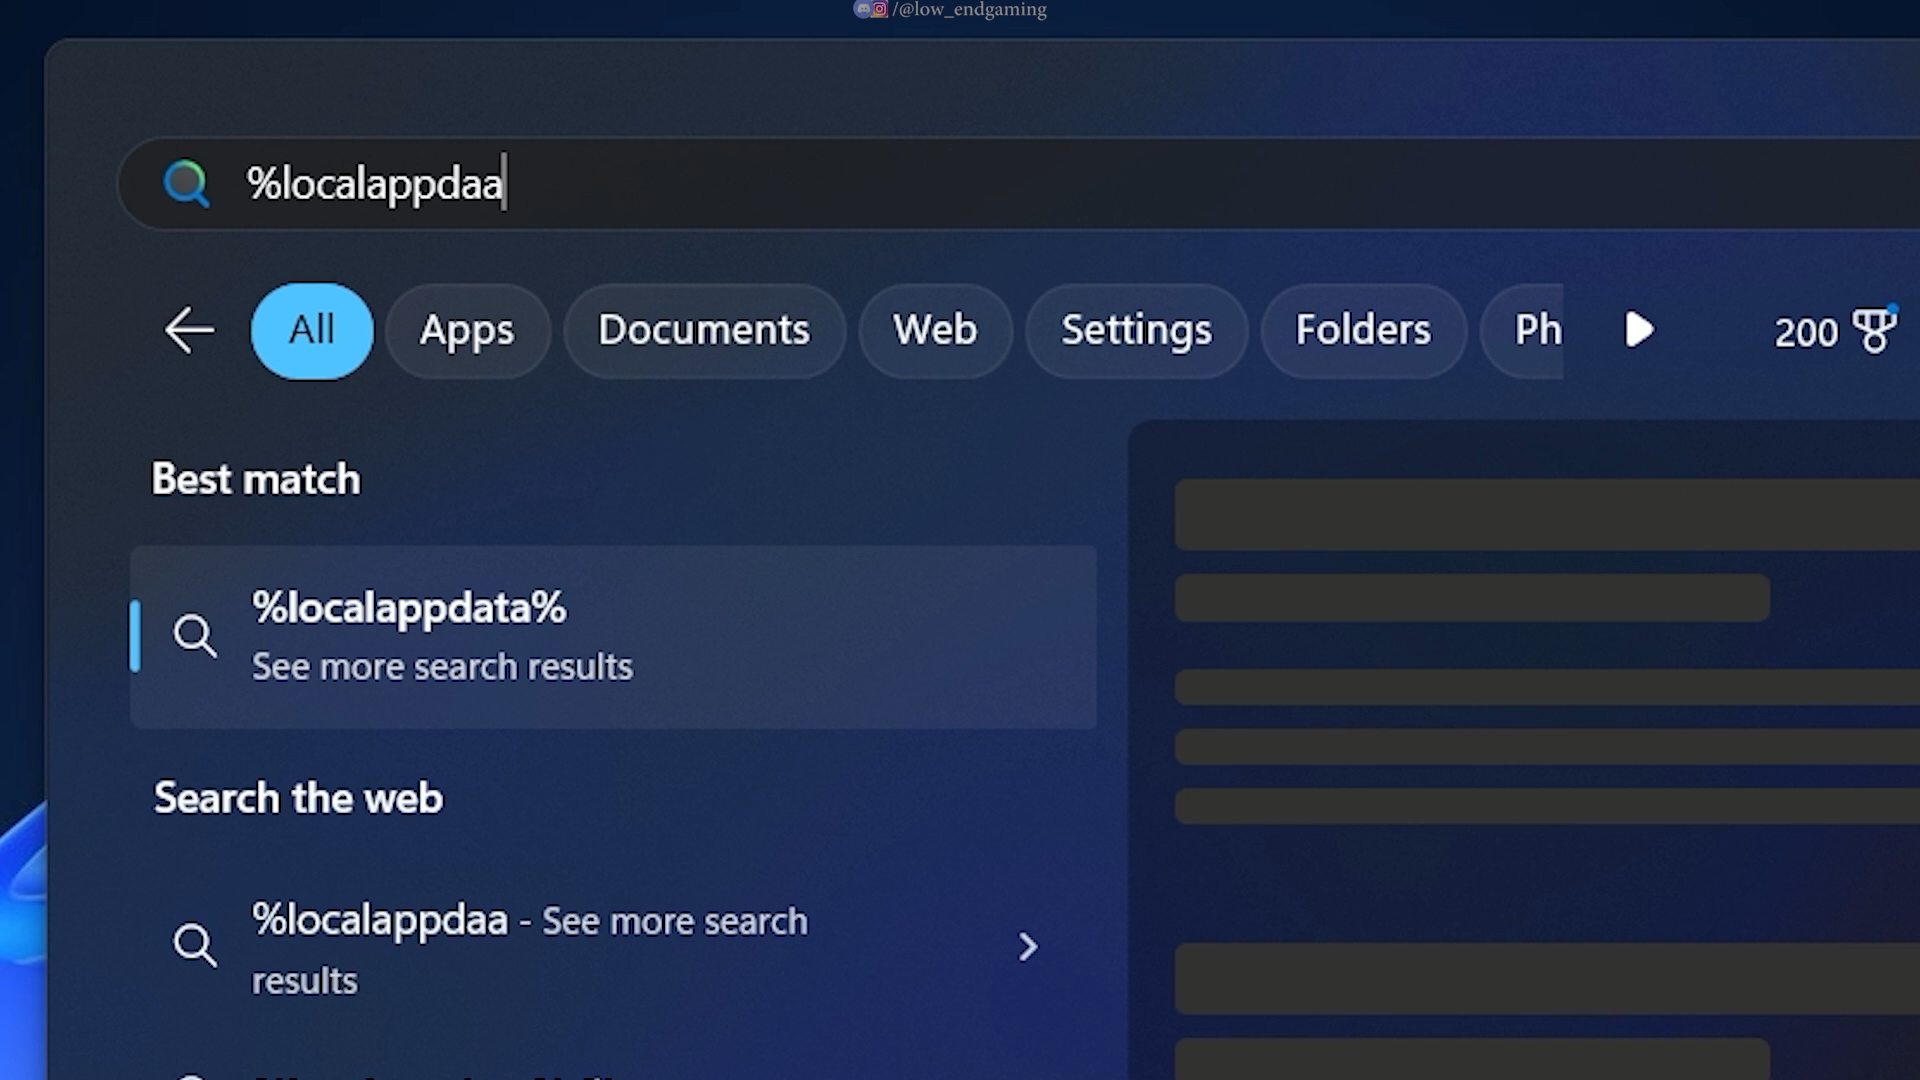 /@low_endgaming
%localappdaa
All Apps Documents Web Settings Folders Ph 200
Best match
%localappdata%
See more search results
Search the web
%localappdaa - See more search
results